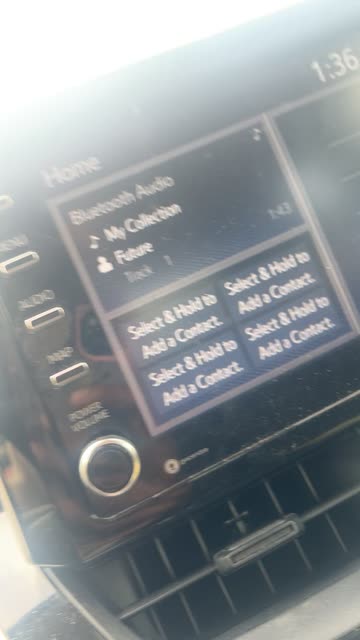 1:36
Home
Bluetooth Audio
My Collection
Future
1:43
Track 1
Select & Hold to
Add a Contact.
Select & Hold to
Add a Contact.
Select & Hold to
Add a Contact.
Select & Hold to
Add a Contact.
AUDIO
MAP
POWER
VOLUME